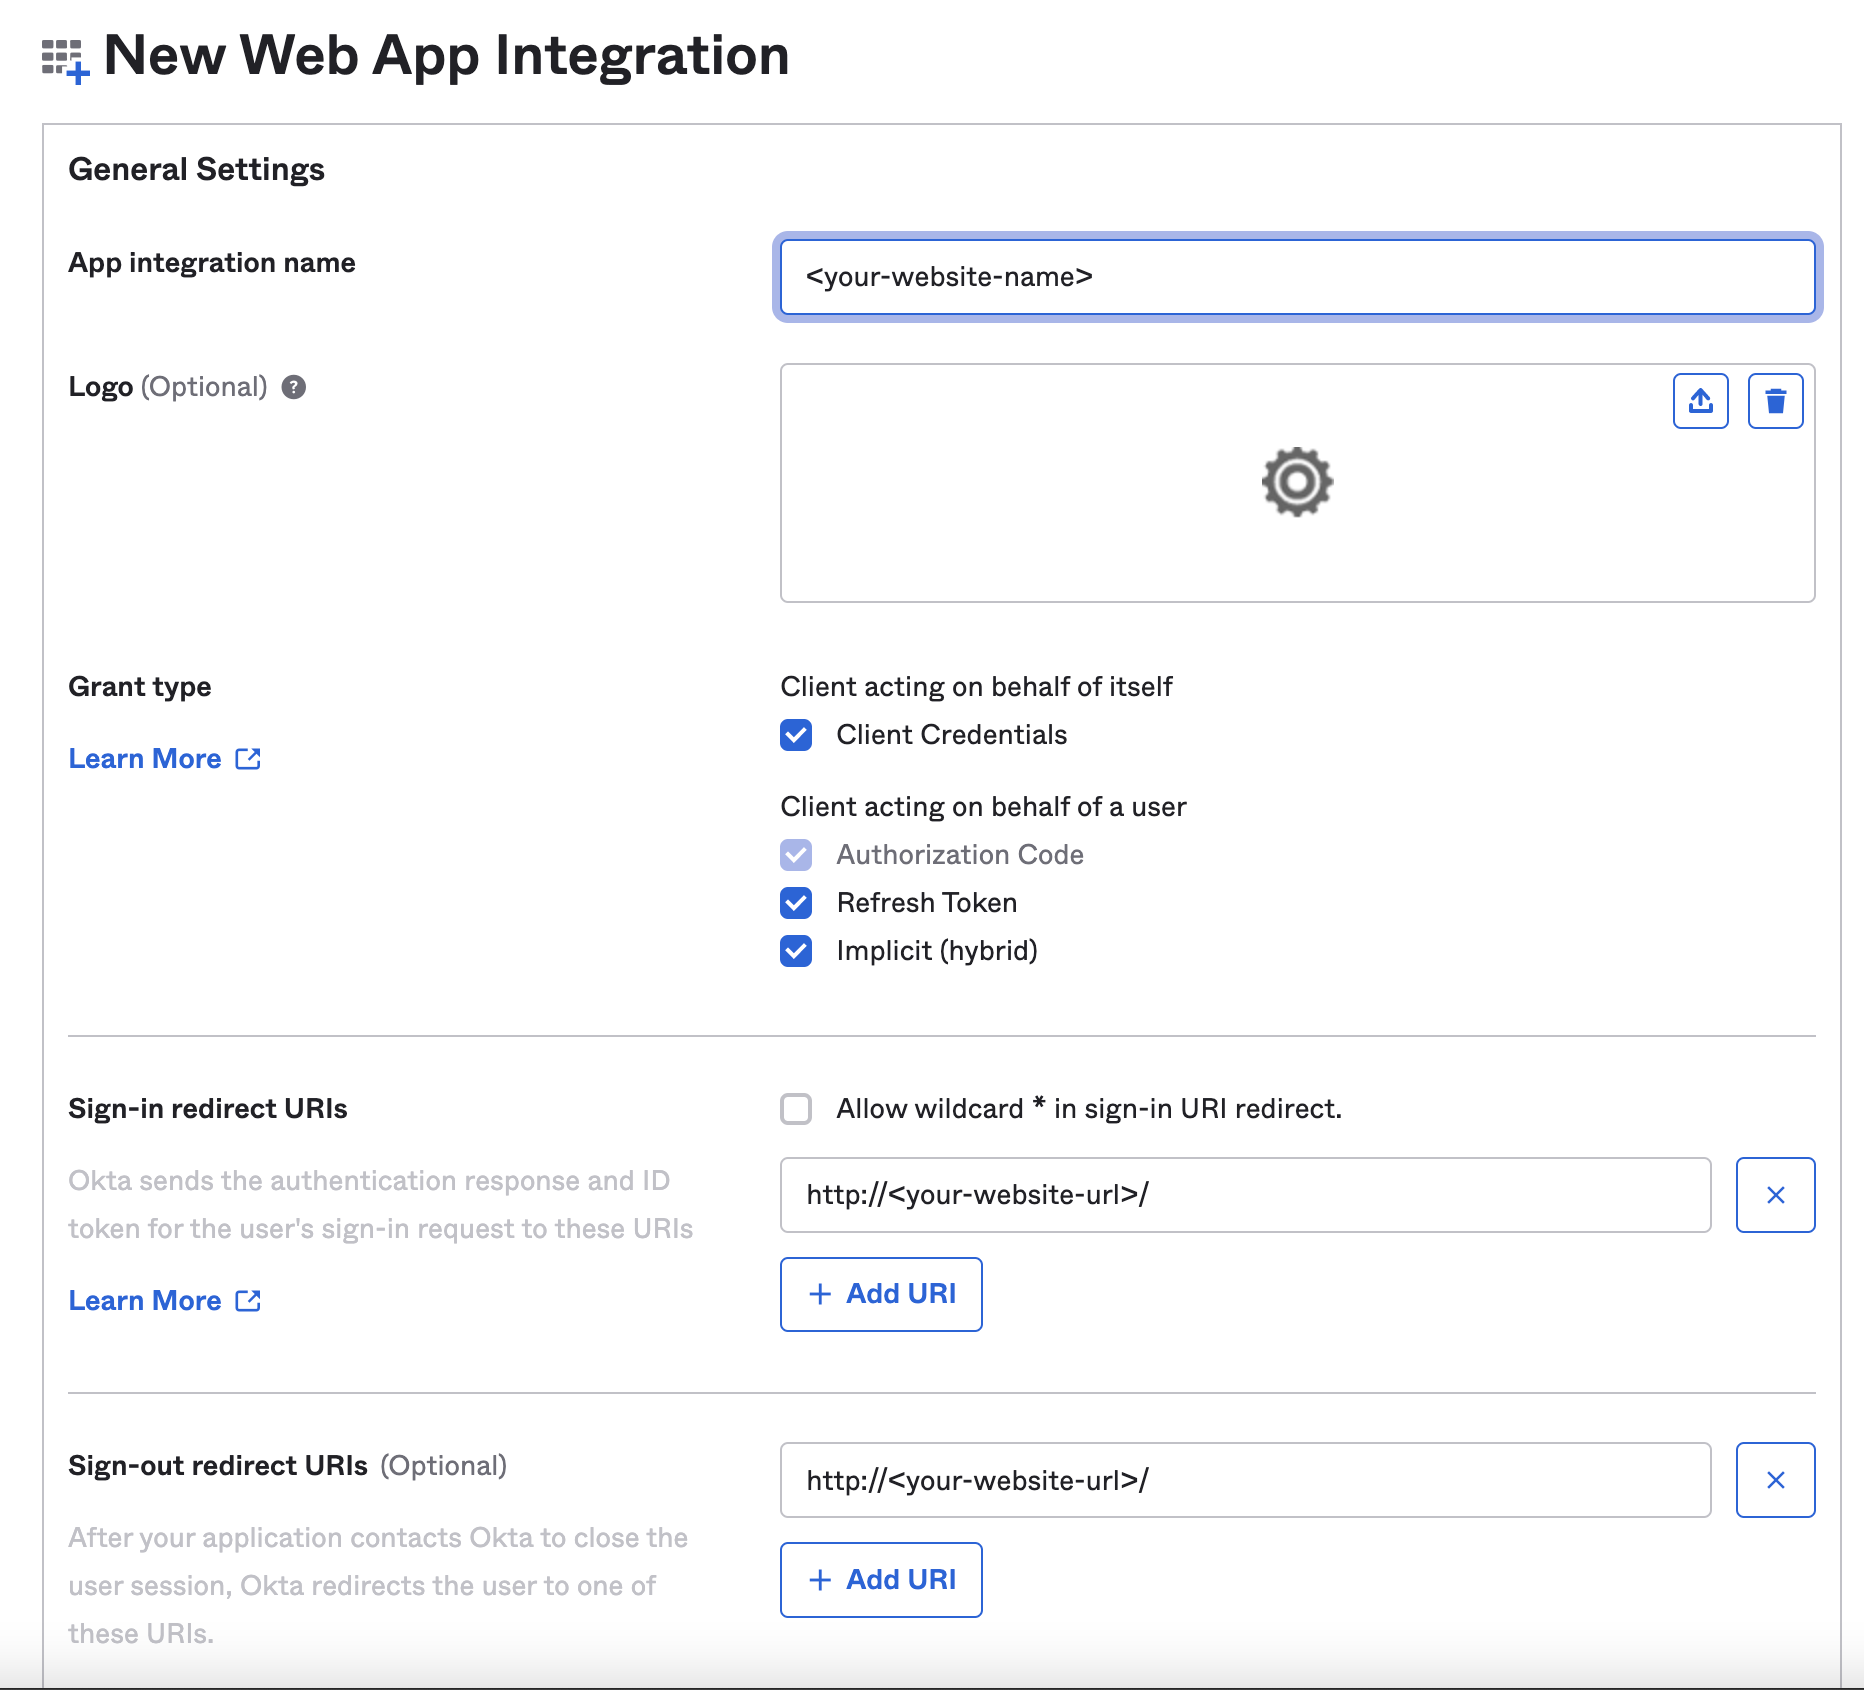 New Web App Integration
General Settings
App integration name
<your-website-name>
Logo (Optional) ?
Grant type
Client acting on behalf of itself
Client Credentials
Learn More
Client acting on behalf of a user
Authorization Code
Refresh Token
Implicit (hybrid)
Sign-in redirect URIs
Allow wildcard * in sign-in URI redirect.
Okta sends the authentication response and ID
token for the user's sign-in request to these URIs
http://<your-website-url>/
Learn More
+ Add URI
Sign-out redirect URIs (Optional)
http://<your-website-url>/
After your application contacts Okta to close the
user session, Okta redirects the user to one of
these URIs.
+ Add URI